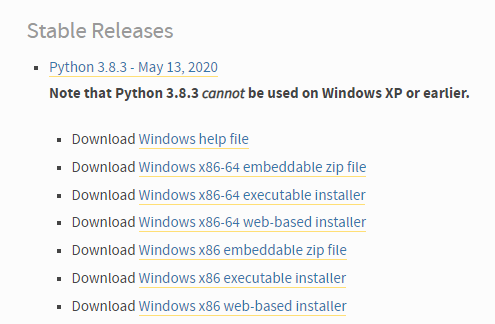 Stable Releases
Python 3.8.3 - May 13, 2020
Note that Python 3.8.3 cannot be used on Windows XP or earlier.
Download Windows help file
Download Windows x86-64 embeddable zip file
Download Windows x86-64 executable installer
Download Windows x86-64 web-based installer
Download Windows x86 embeddable zip file
Download Windows x86 executable installer
Download Windows x86 web-based installer